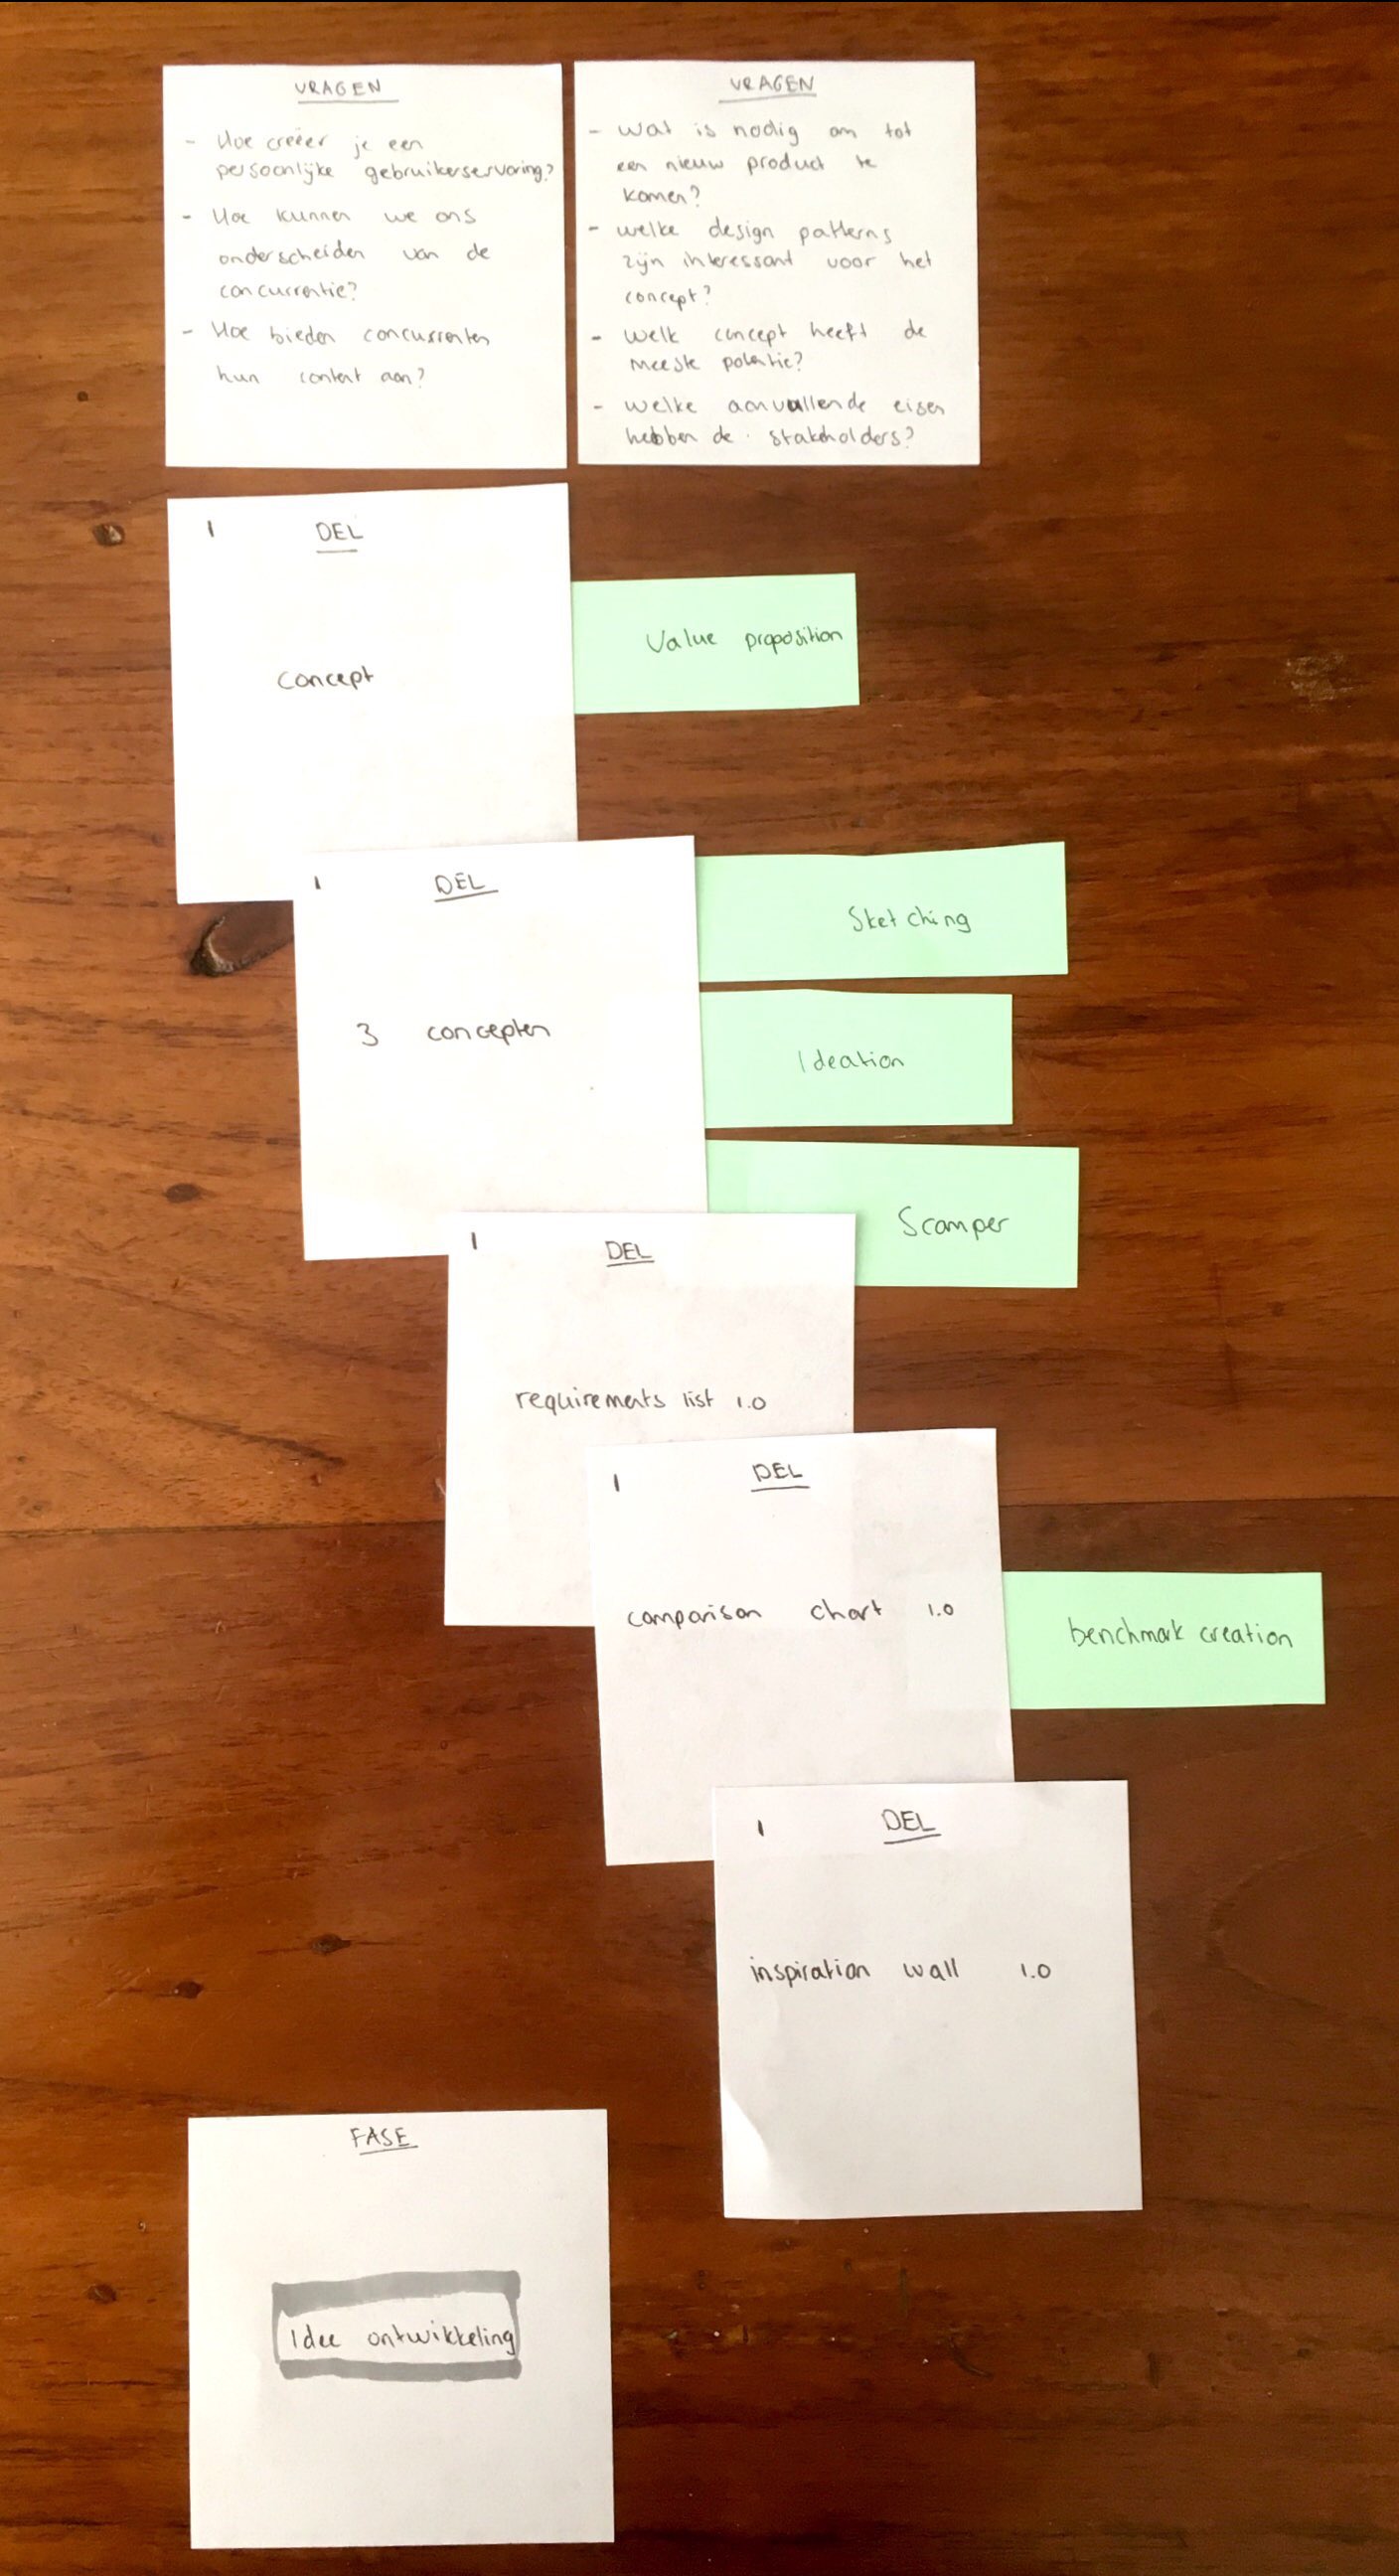 VRAGEN
- Hoe creëer je een
persoonlijke gebruikerservaring?
- Hoe kunnen we ons
onderscheiden van de
concurrentie?
- Hoe bieden concurrenten
hun content aan?
VRAGEN
- wat is nodig om tot
een nieuw product te
komen?
- welke design patterns
zijn interessant voor het
concept?
- welk concept heeft de
meeste potentie?
- welke aanvullende eisen
hebben de stakeholders?
1 DEL
concept
Value proposition
1 DEL
3 concepten
Sketching
Ideation
Scamper
1 DEL
requirements list 1.0
1 DEL
comparison chart 1.0
benchmark creation
1 DEL
inspiration wall 1.0
FASE
Idee ontwikkeling